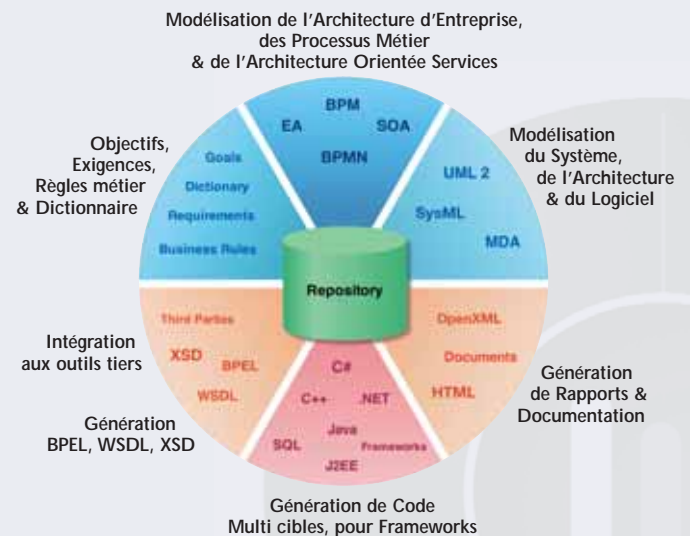 Modélisation de l'Architecture d'Entreprise,
des Processus Métier
& de l'Architecture Orientée Services
BPM
EA
SOA
BPMN
Objectifs,
Exigences,
Règles métier
& Dictionnaire
Goals
Dictionary
Requirements
Business Rules
Modélisation
du Système,
de l'Architecture
& du Logiciel
UML 2
SysML
MDA
Repository
Intégration
aux outils tiers
Génération
BPEL, WSDL, XSD
Third Parties
XSD
BPEL
WSDL
C#
C++
.NET
Java
SQL
Frameworks
J2EE
OpenXML
Documents
HTML
Génération
de Rapports &
Documentation
Génération de Code
Multi cibles, pour Frameworks